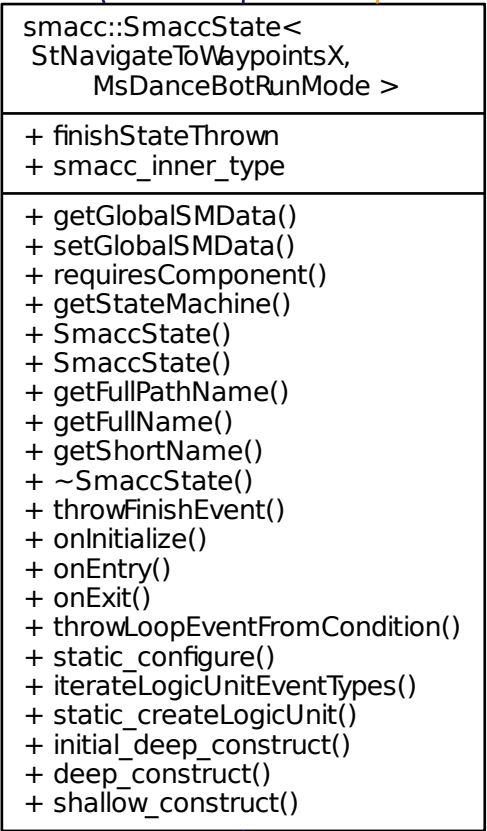 smacc::SmaccState<
StNavigateToWaypointsX,
MsDanceBotRunMode >
+ finishStateThrown
+ smacc_inner_type
+ getGlobalSMData()
+ setGlobalSMData()
+ requiresComponent()
+ getStateMachine()
+ SmaccState()
+ SmaccState()
+ getFullPathName()
+ getFullName()
+ getShortName()
+ ~SmaccState()
+ throwFinishEvent()
+ onInitialize()
+ onEntry()
+ onExit()
+ throwLoopEventFromCondition()
+ static_configure()
+ iterateLogicUnitEventTypes()
+ static_createLogicUnit()
+ initial_deep_construct()
+ deep_construct()
+ shallow_construct()